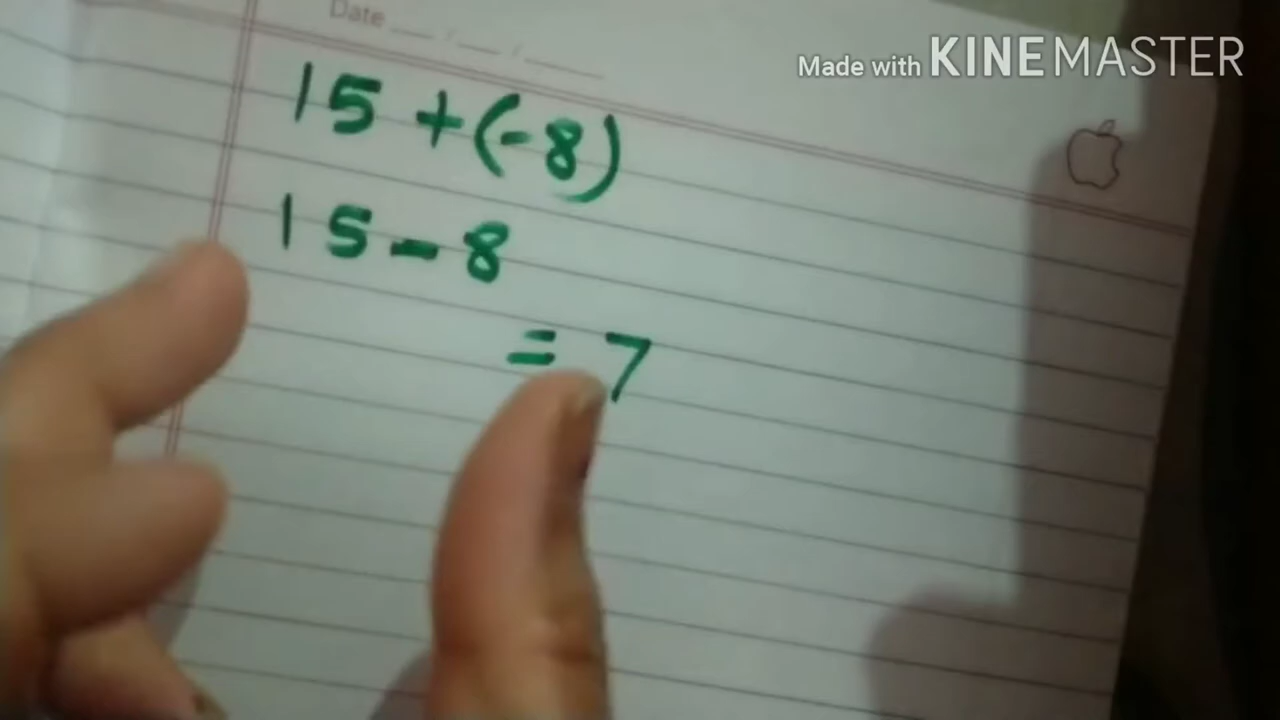 Made with KINEMASTER
Date
15 + (-8)
15 - 8
= 7